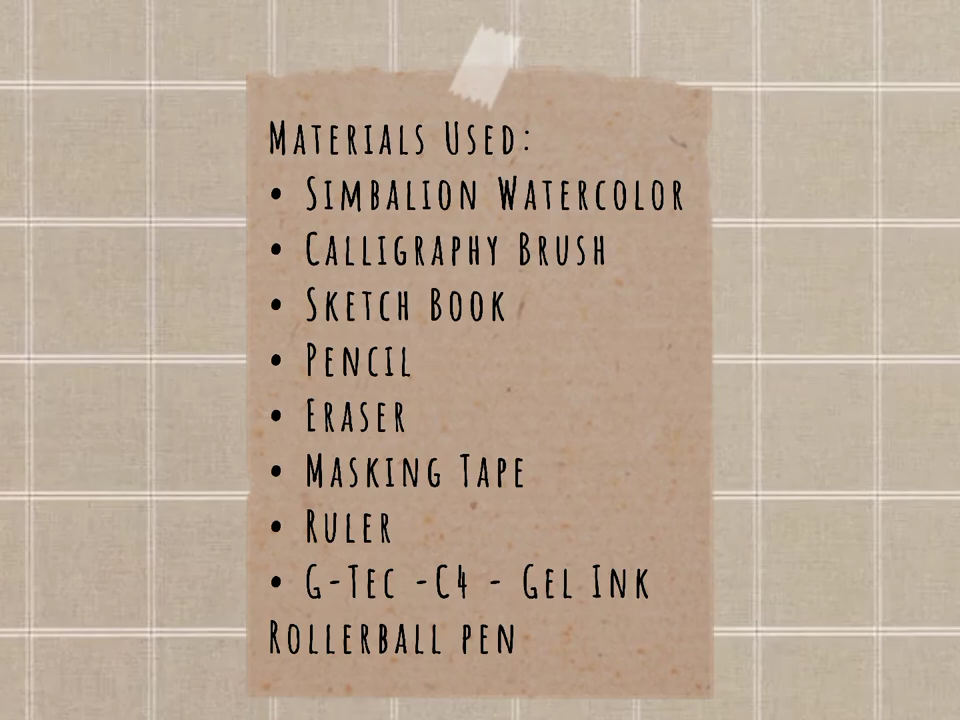 Materials Used:
• Simbalion Watercolor
• Calligraphy Brush
• Sketch Book
• Pencil
• Eraser
• Masking Tape
• Ruler
• G-Tec -C4 - Gel Ink
Rollerball pen